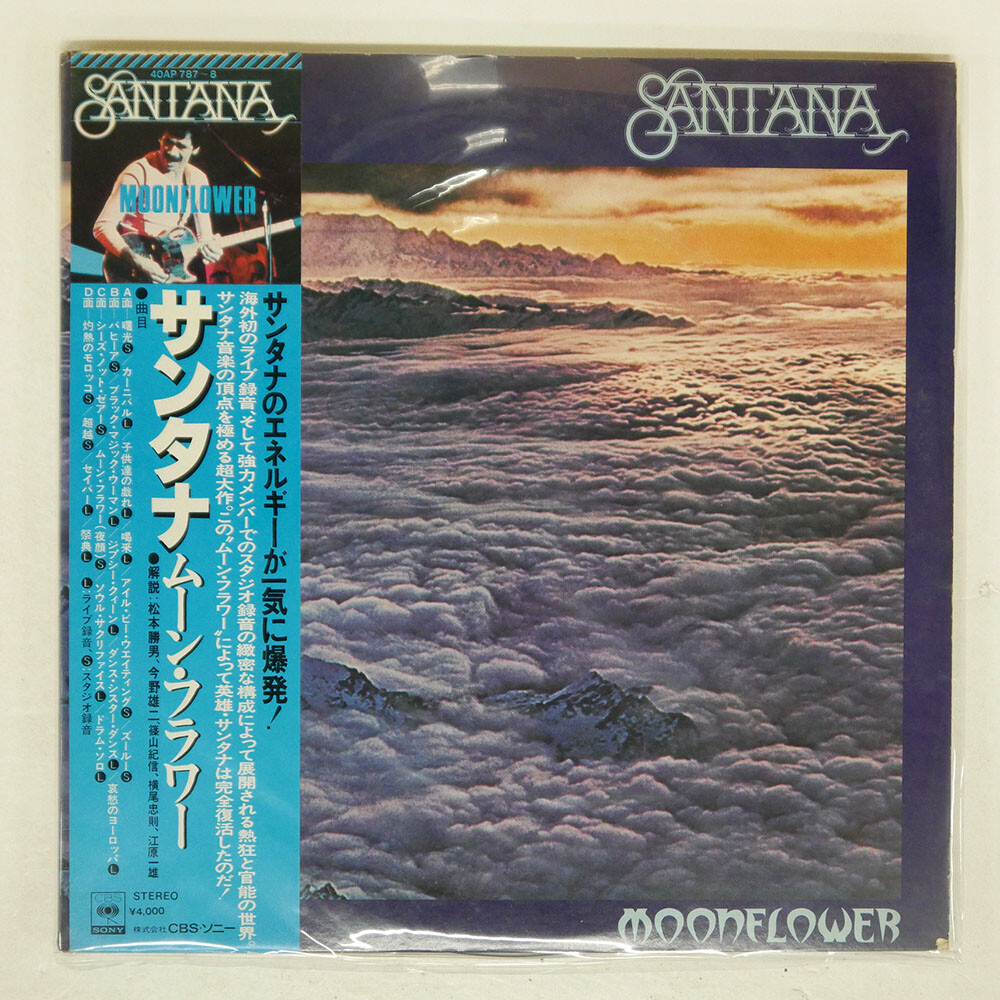 40AP 787~8
SANTANA
MOONFLOWER
サンタナのエネルギーが一気に爆発!
海外初のライブ録音、そして強力メンバーでのスタジオ録音の緻密な構成によって展開される熱狂と官能の世界。
サンタナ音楽の頂点を極める超大作。この〝ムーン・フラワー〟によって英雄・サンタナは完全復活したのだ!
サンタナ ムーン・フラワー
●解説:松本勝男、今野雄二、篠山紀信、横尾忠則、江原一雄
●曲目
A面─曙光Ⓢ/カーニバルⓁ/子供達の戯れⓁ/喝采Ⓛ/アイル・ビー・ウエイティングⓈ/ズールーⓈ
B面─バヒーアⓈ/ブラック・マジック・ウーマンⓁ/ジプシー・クィーンⓁ/ダンス・シスター・ダンスⓁ/哀愁のヨーロッパⓁ
C面─シーズ・ノット・ゼアーⓈ/ムーン・フラワー(夜顔)Ⓢ/ソウル・サクリファイスⓁ/ドラム・ソロⓁ
D面─灼熱のモロッコⓈ/超越Ⓢ/セイバーⓁ/祭典Ⓛ Ⓛライブ録音、Ⓢスタジオ録音
CBS
SONY
STEREO
¥4,000
株式会社 CBS・ソニー
SANTANA
MOONFLOWER